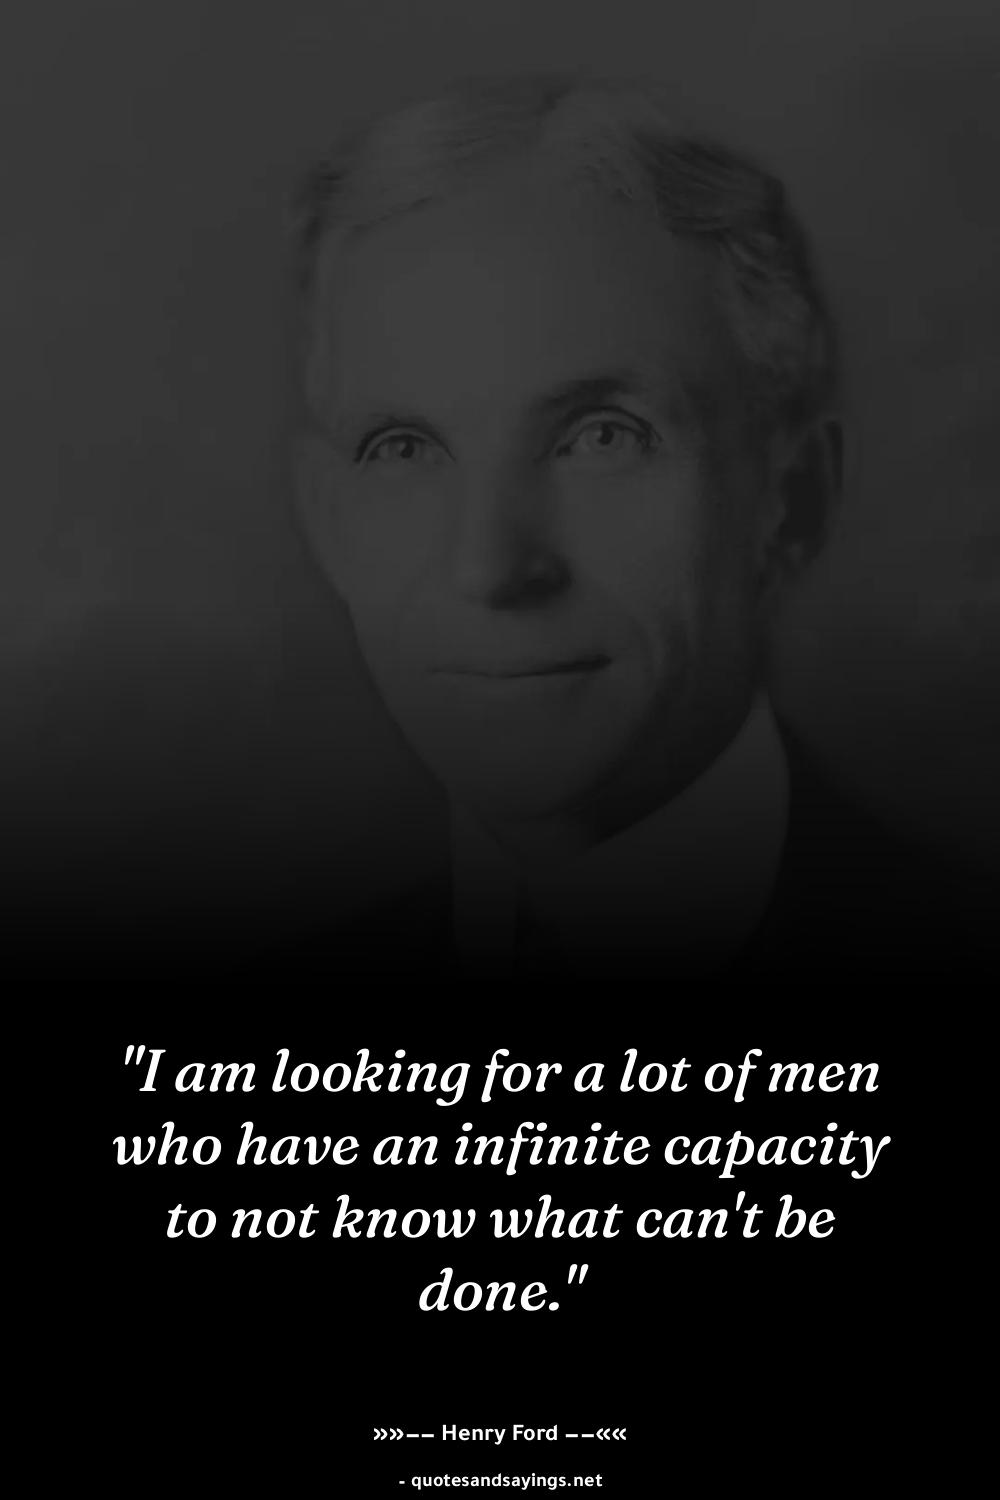 "I am looking for a lot of men
who have an infinite capacity
to not know what can't be
done."
»»–– Henry Ford ––««
- quotesandsayings.net